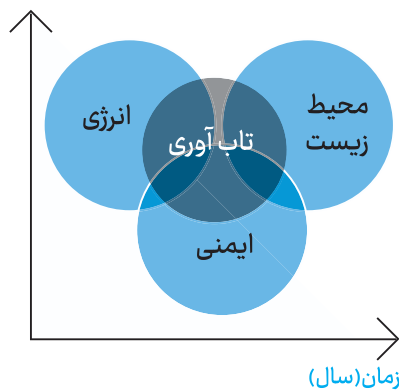 محیط
زیست
انرژی
تاب آوری
ایمنی
زمان(سال)